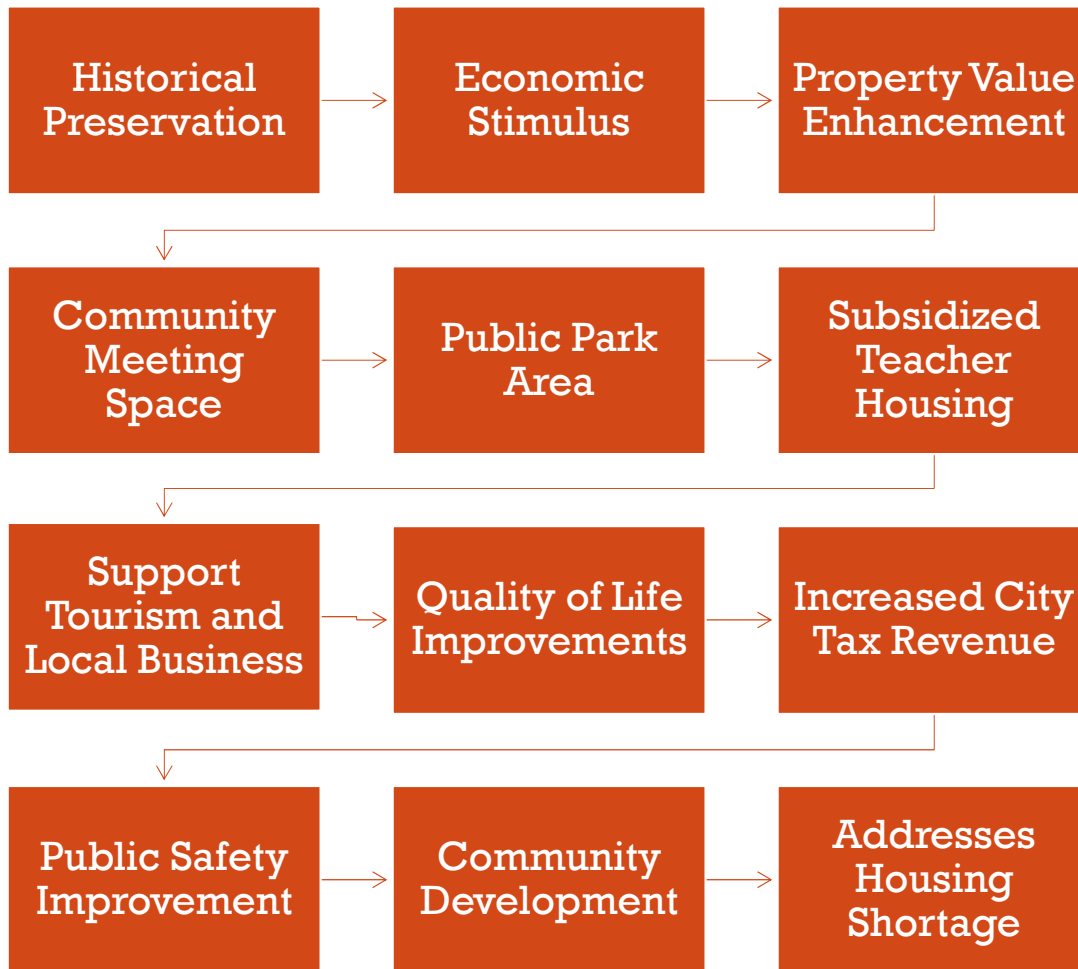 Historical
Preservation
Economic
Stimulus
Property Value
Enhancement
Community
Meeting
Space
Public Park
Area
Subsidized
Teacher
Housing
Support
Tourism and
Local Business
Quality of Life
Improvements
Increased City
Tax Revenue
Public Safety
Improvement
Community
Development
Addresses
Housing
Shortage